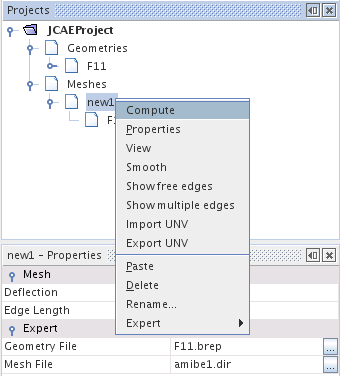 Projects
JCAEProject
Geometries
F11
Meshes
new1
Compute
Properties
View
Smooth
Show free edges
Show multiple edges
Import UNV
Export UNV
Paste
Delete
Rename...
Expert
new1 - Properties
Mesh
Deflection
Edge Length
Expert
Geometry File F11.brep ...
Mesh File amibe1.dir ...